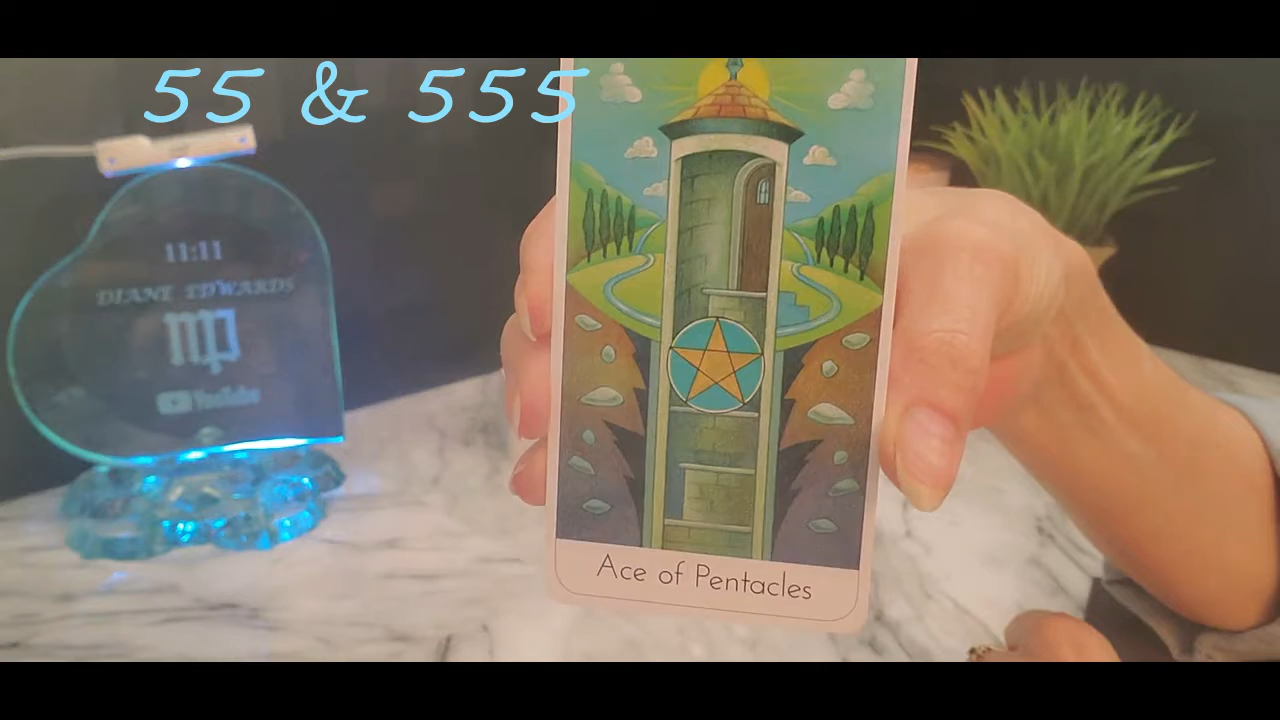 55 & 555
11:11
DIANE EDWARDS
YouTube
Ace of Pentacles